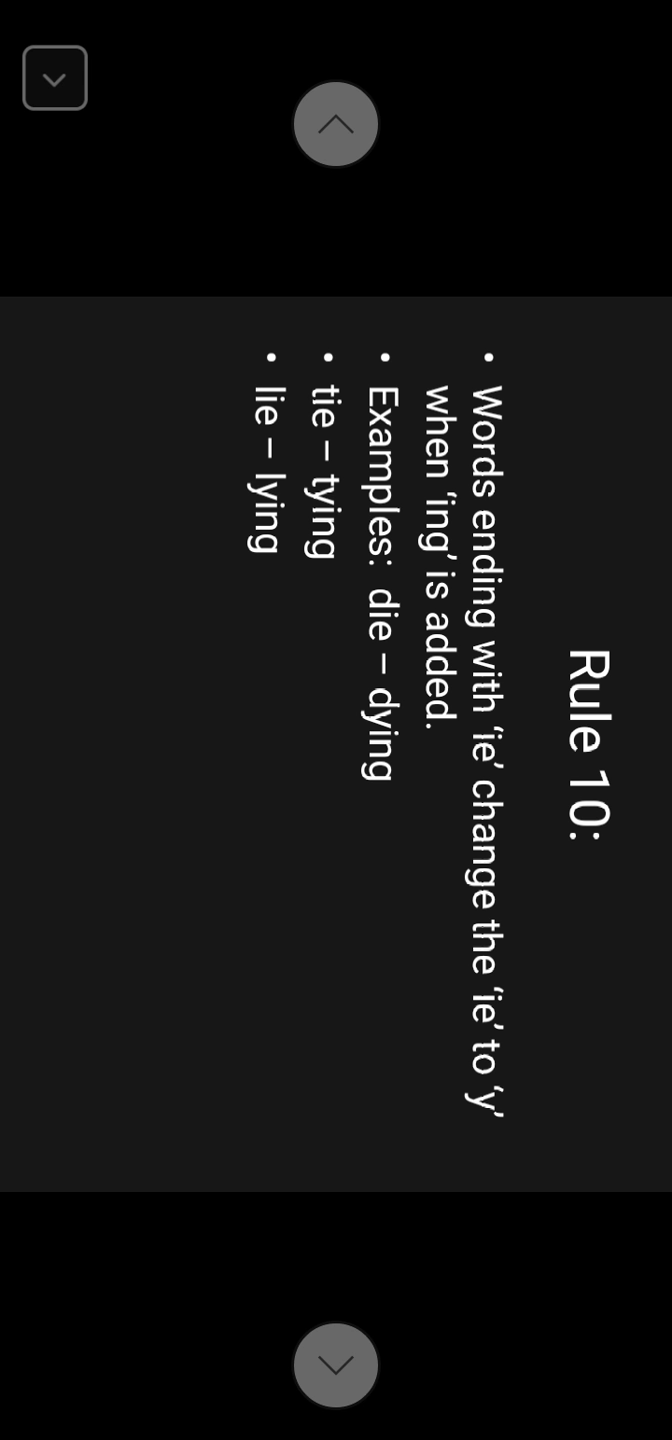 Rule 10:
• Words ending with ‘ie’ change the ‘ie’ to ‘y’
when ‘ing’ is added.
• Examples: die – dying
• tie – tying
• lie – lying